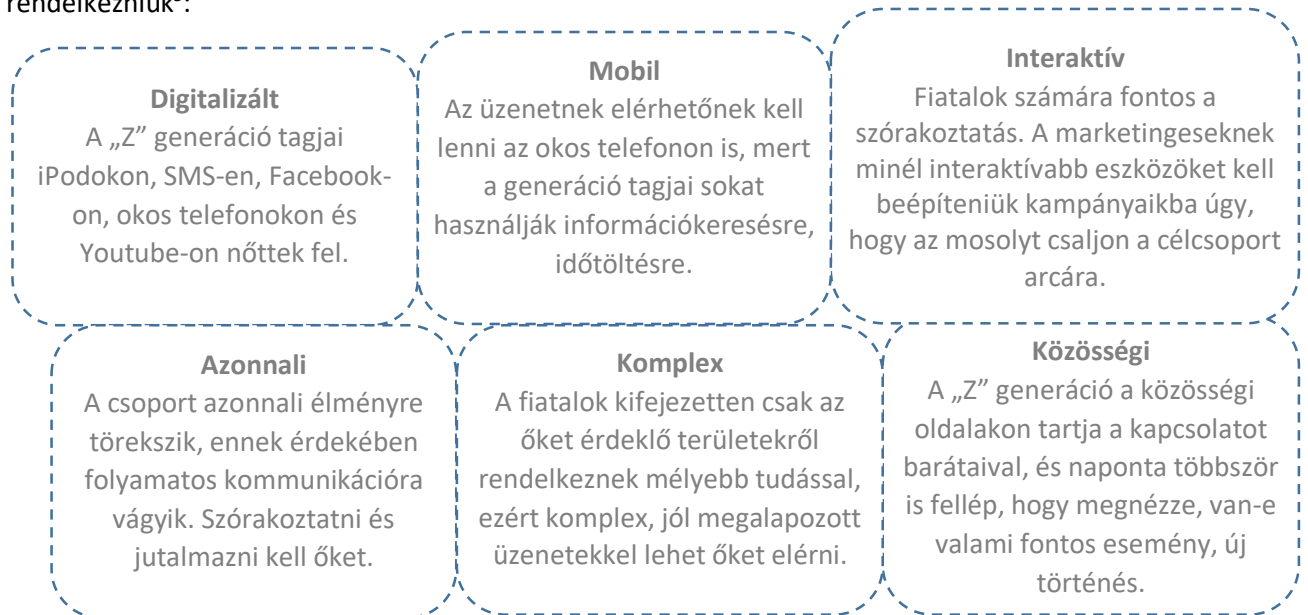 rendelkezniük⁵:
Digitalizált
A „Z” generáció tagjai
iPodokon, SMS-en, Facebook-
on, okos telefonokon és
Youtube-on nőttek fel.
Mobil
Az üzenetnek elérhetőnek kell
lenni az okos telefonon is, mert
a generáció tagjai sokat
használják információkeresésre,
időtöltésre.
Interaktív
Fiatalok számára fontos a
szórakoztatás. A marketingeseknek
minél interaktívabb eszközöket kell
beépíteniük kampányaikba úgy,
hogy az mosolyt csaljon a célcsoport
arcára.
Azonnali
A csoport azonnali élményre
törekszik, ennek érdekében
folyamatos kommunikációra
vágyik. Szórakoztatni és
jutalmazni kell őket.
Komplex
A fiatalok kifejezetten csak az
őket érdeklő területekről
rendelkeznek mélyebb tudással,
ezért komplex, jól megalapozott
üzenetekkel lehet őket elérni.
Közösségi
A „Z” generáció a közösségi
oldalakon tartja a kapcsolatot
barátaival, és naponta többször
is fellép, hogy megnézze, van-e
valami fontos esemény, új
történés.